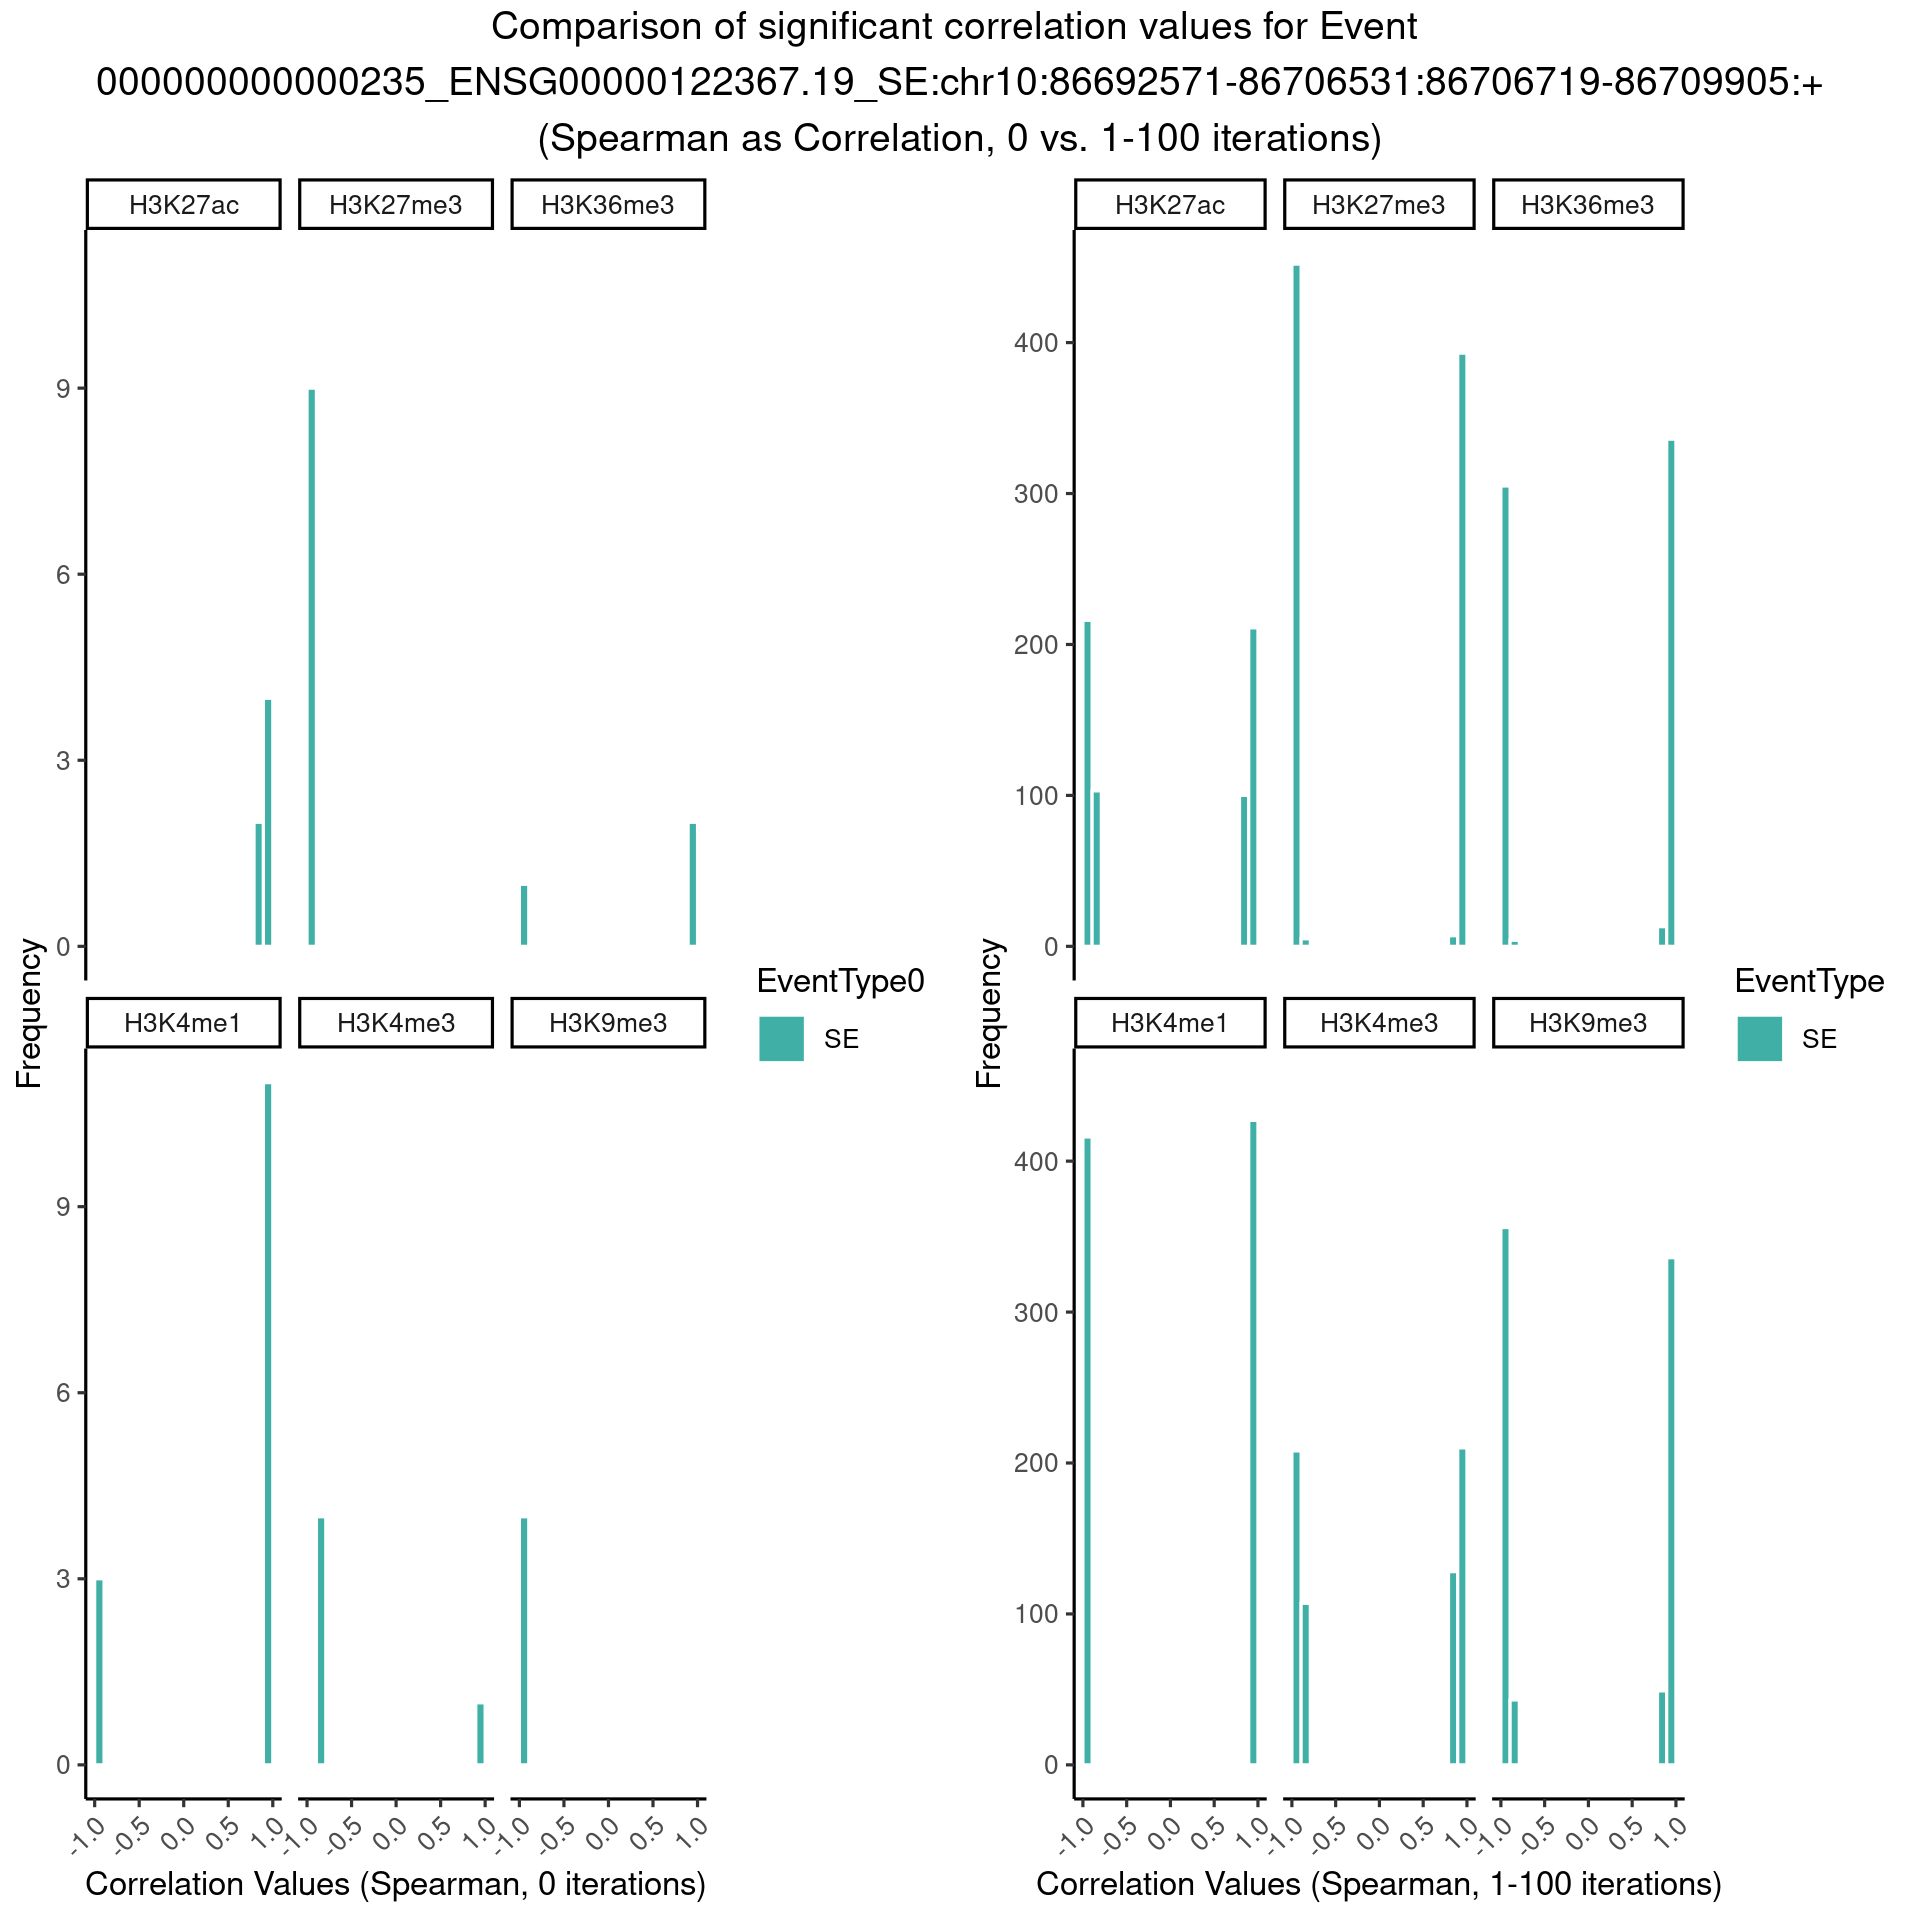 Comparison of significant correlation values for Event
000000000000235_ENSG00000122367.19_SE:chr10:86692571-86706531:86706719-86709905:+
(Spearman as Correlation, 0 vs. 1-100 iterations)
H3K27ac H3K27me3 H3K36me3
9
6
3
0
H3K4me1 H3K4me3 H3K9me3
9
6
3
0
-1.0 -0.5 0.0 0.5 1.0 -1.0 -0.5 0.0 0.5 1.0 -1.0 -0.5 0.0 0.5 1.0
Frequency
Correlation Values (Spearman, 0 iterations)
EventType0
SE
H3K27ac H3K27me3 H3K36me3
400
300
200
100
0
H3K4me1 H3K4me3 H3K9me3
400
300
200
100
0
-1.0 -0.5 0.0 0.5 1.0 -1.0 -0.5 0.0 0.5 1.0 -1.0 -0.5 0.0 0.5 1.0
Frequency
Correlation Values (Spearman, 1-100 iterations)
EventType
SE